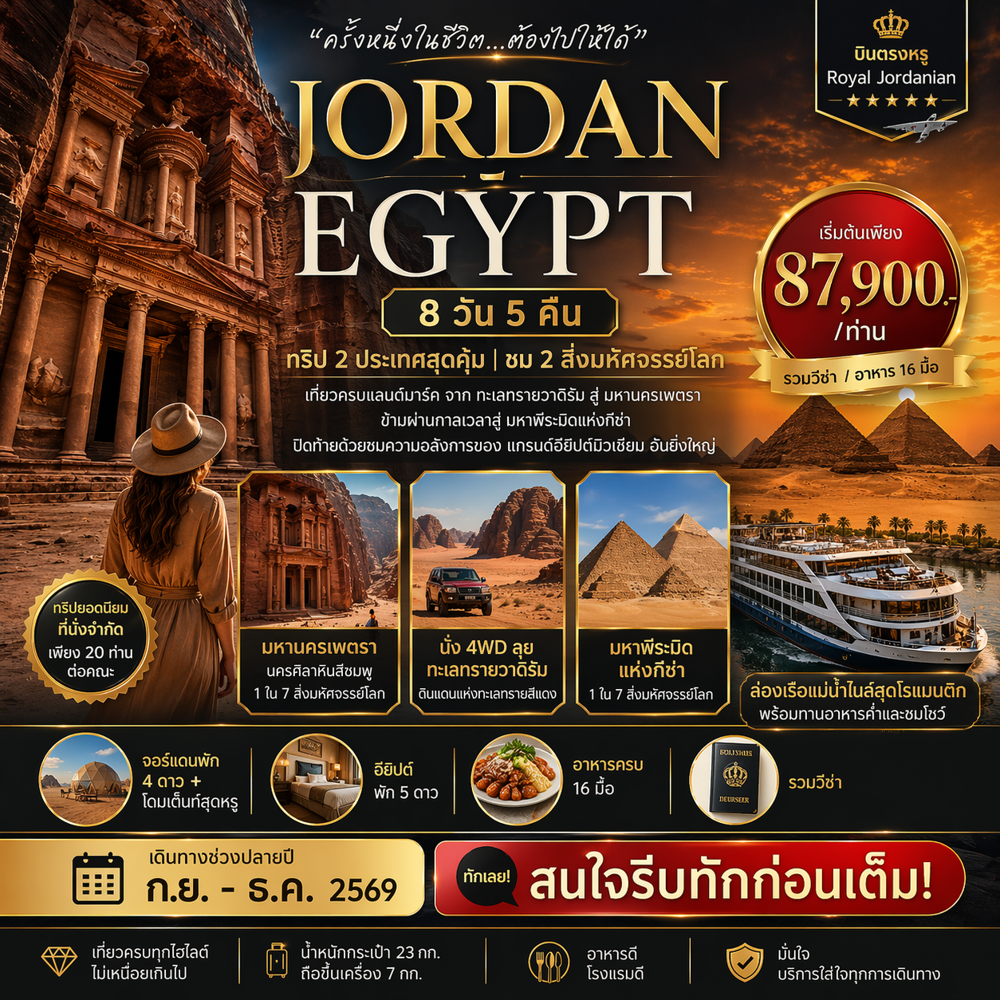 “ครั้งหนึ่งในชีวิต...ต้องไปให้ได้”
บินตรงหรู
Royal Jordanian
JORDAN
EGYPT
8 วัน 5 คืน
เริ่มต้นเพียง
87,900.-
/ท่าน
รวมวีซ่า / อาหาร 16 มื้อ
ทริป 2 ประเทศสุดคุ้ม | ชม 2 สิ่งมหัศจรรย์โลก
เที่ยวครบแลนด์มาร์ค จาก ทะเลทรายวาดิรัม สู่ มหานครเพตรา
ข้ามผ่านกาลเวลาสู่ มหาพีระมิดแห่งกีซ่า
ปิดท้ายด้วยชมความอลังการของ แกรนด์อียิปต์มิวเซียม อันยิ่งใหญ่
ทริปยอดนิยม
ที่นั่งจำกัด
เพียง 20 ท่าน
ต่อคณะ
มหานครเพตรา
นครศิลาหินสีชมพู
1 ใน 7 สิ่งมหัศจรรย์โลก
นั่ง 4WD ลุย
ทะเลทรายวาดิรัม
ดินแดนแห่งทะเลทรายสีแดง
มหาพีระมิด
แห่งกีซ่า
1 ใน 7 สิ่งมหัศจรรย์โลก
ล่องเรือแม่น้ำไนล์สุดโรแมนติก
พร้อมทานอาหารค่ำและชมโชว์
จอร์แดนพัก
4 ดาว +
โดมเต็นท์สุดหรู
อียิปต์
พัก 5 ดาว
อาหารครบ
16 มื้อ
รวมวีซ่า
เดินทางช่วงปลายปี
ก.ย. - ธ.ค. 2569
ทักเลย!
สนใจรีบทักก่อนเต็ม!
เที่ยวครบทุกไฮไลต์
ไม่เหนื่อยเกินไป
น้ำหนักกระเป๋า 23 กก.
ถือขึ้นเครื่อง 7 กก.
อาหารดี
โรงแรมดี
มั่นใจ
บริการใส่ใจทุกการเดินทาง